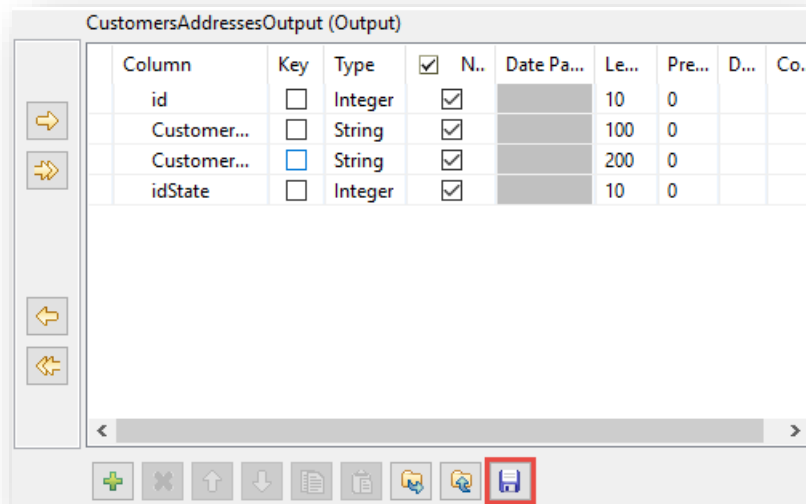 CustomersAddressesOutput (Output)
Column Key Type N.. Date Pa... Le... Pre... D... Co..
id Integer 10 0
Customer... String 100 0
Customer... String 200 0
idState Integer 10 0